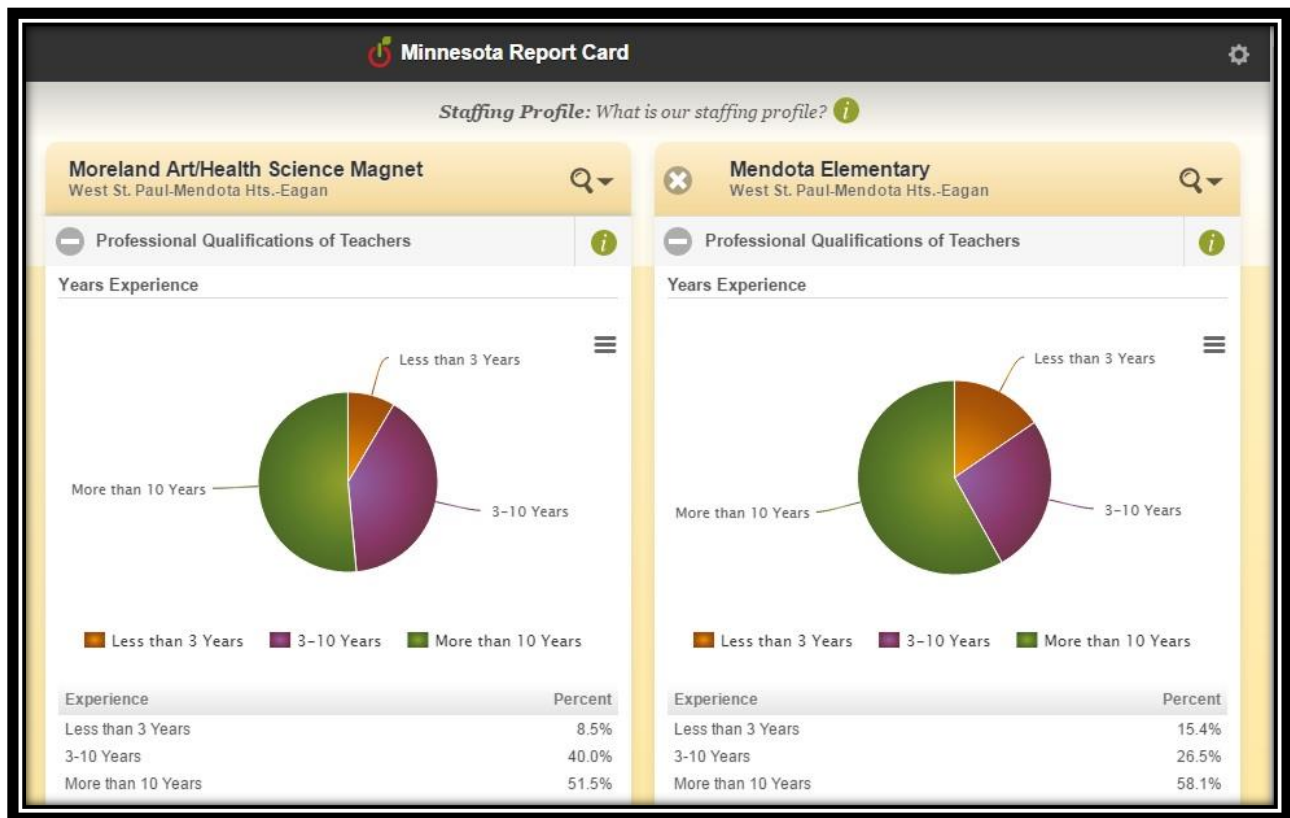 Minnesota Report Card
Staffing Profile: What is our staffing profile? i
Moreland Art/Health Science Magnet
West St. Paul-Mendota Hts.-Eagan
Professional Qualifications of Teachers i
Years Experience
Less than 3 Years
More than 10 Years
3-10 Years
Less than 3 Years 3-10 Years More than 10 Years
Experience Percent
Less than 3 Years 8.5%
3-10 Years 40.0%
More than 10 Years 51.5%
Mendota Elementary
West St. Paul-Mendota Hts.-Eagan
Professional Qualifications of Teachers i
Years Experience
Less than 3 Years
More than 10 Years
3-10 Years
Less than 3 Years 3-10 Years More than 10 Years
Experience Percent
Less than 3 Years 15.4%
3-10 Years 26.5%
More than 10 Years 58.1%